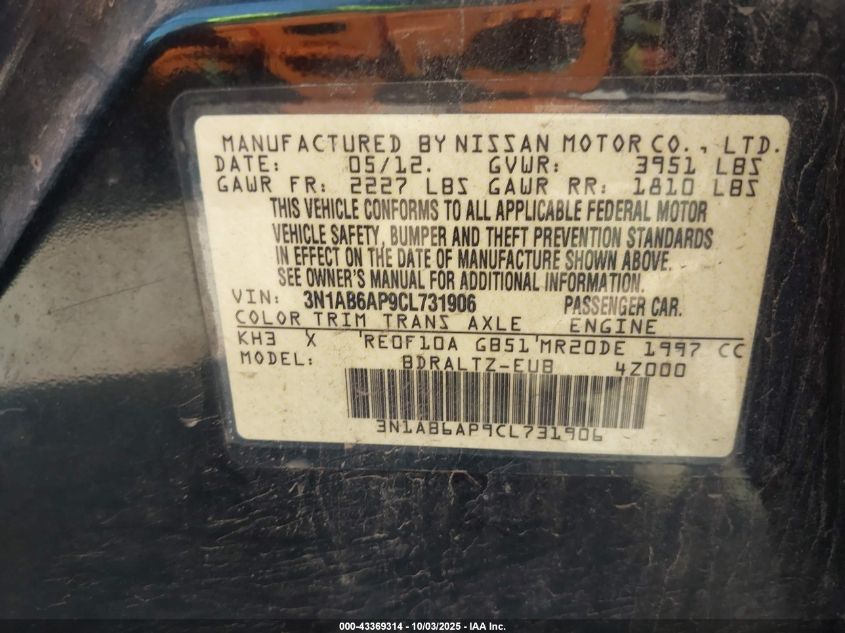 MANUFACTURED BY NISSAN MOTOR CO., LTD.
DATE: 05/12. GVWR: 3951 LBS
GAWR FR: 2227 LBS GAWR RR: 1810 LBS
THIS VEHICLE CONFORMS TO ALL APPLICABLE FEDERAL MOTOR
VEHICLE SAFETY, BUMPER AND THEFT PREVENTION STANDARDS
IN EFFECT ON THE DATE OF MANUFACTURE SHOWN ABOVE.
SEE OWNER'S MANUAL FOR ADDITIONAL INFORMATION.
VIN: 3N1AB6AP9CL731906 PASSENGER CAR.
COLOR TRIM TRANS AXLE ENGINE
KH3 X RE0F10A GB51 MR20DE 1997 CC
MODEL: BDRALTZ-EUB 4Z000
3N1AB6AP9CL731906
000-43369314 - 10/03/2025 - IAA Inc.